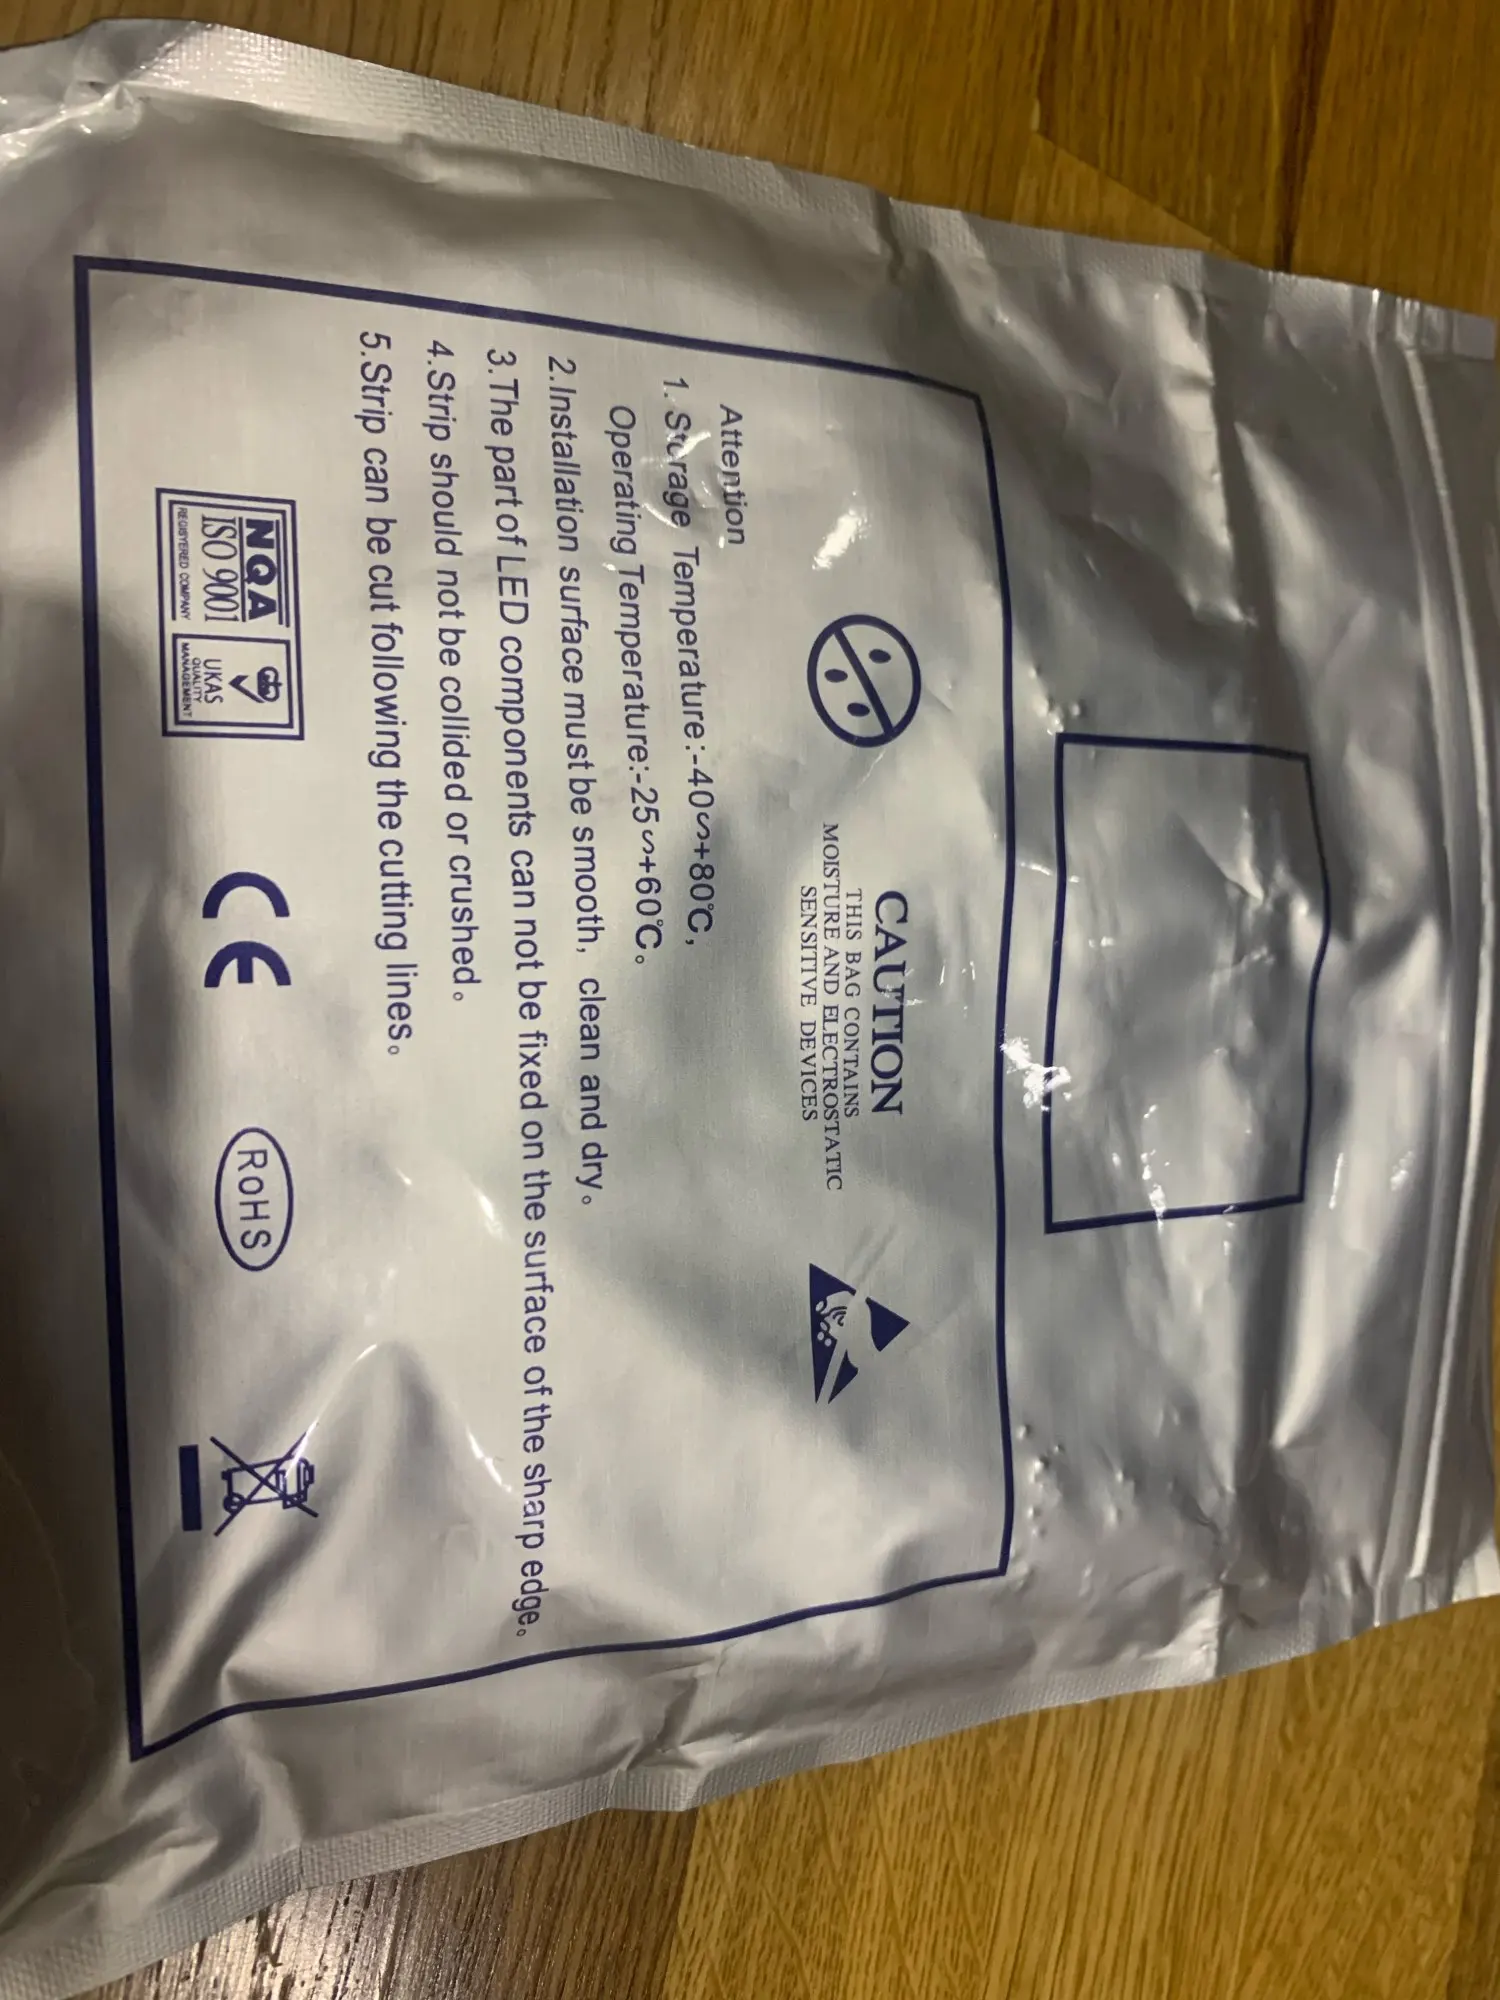 CAUTION
THIS BAG CONTAINS
MOISTURE AND ELECTROSTATIC
SENSITIVE DEVICES
Attention
1. Storage Temperature:-40∽+80℃,
Operating Temperature:-25∽+60℃。
2.Installation surface must be smooth, clean and dry。
3.The part of LED components can not be fixed on the surface of the sharp edge。
4.Strip should not be collided or crushed。
5.Strip can be cut following the cutting lines。
NQA
ISO 9001
REGISTERED COMPANY
UKAS
QUALITY
MANAGEMENT
CE
RoHS